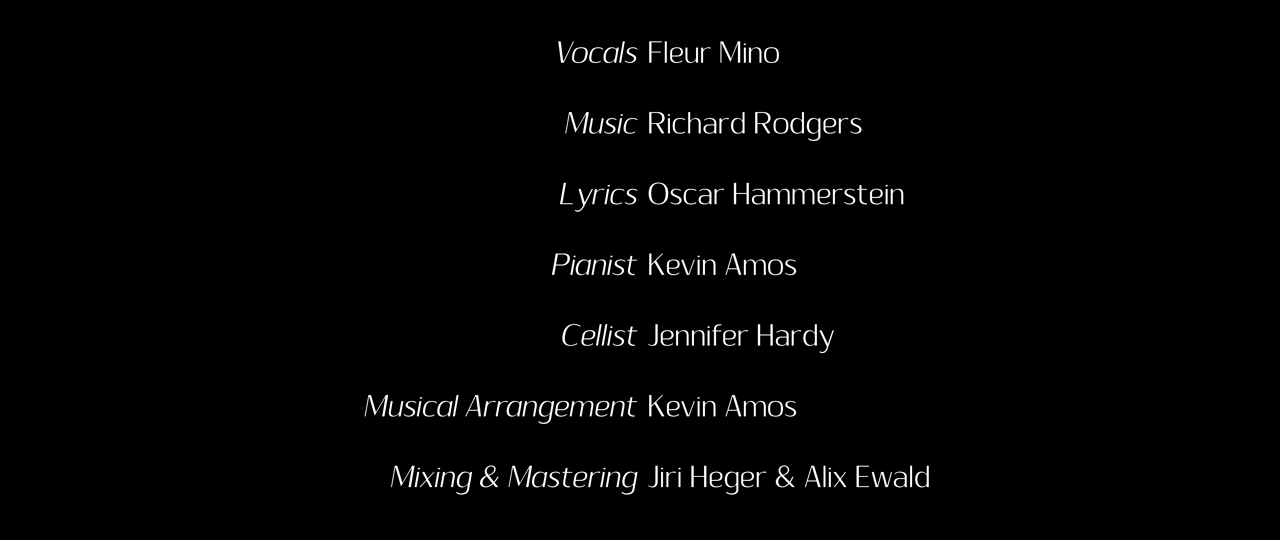 Vocals Fleur Mino
Music Richard Rodgers
Lyrics Oscar Hammerstein
Pianist Kevin Amos
Cellist Jennifer Hardy
Musical Arrangement Kevin Amos
Mixing & Mastering Jiri Heger & Alix Ewald